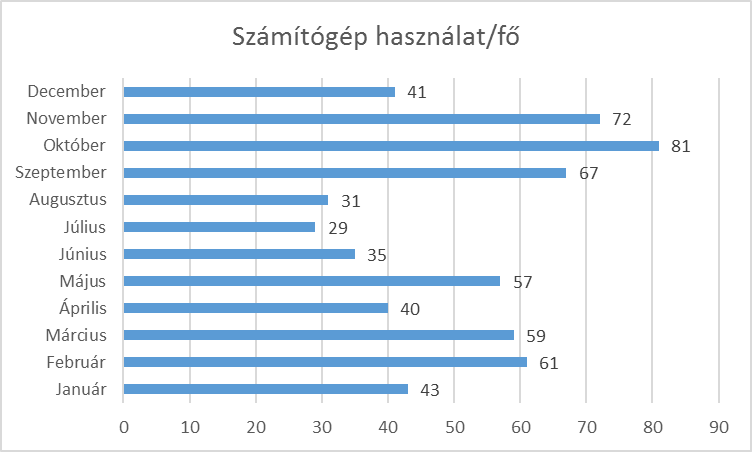 Számítógép használat/fő
December 41
November 72
Október 81
Szeptember 67
Augusztus 31
Július 29
Június 35
Május 57
Április 40
Március 59
Február 61
Január 43
0 10 20 30 40 50 60 70 80 90